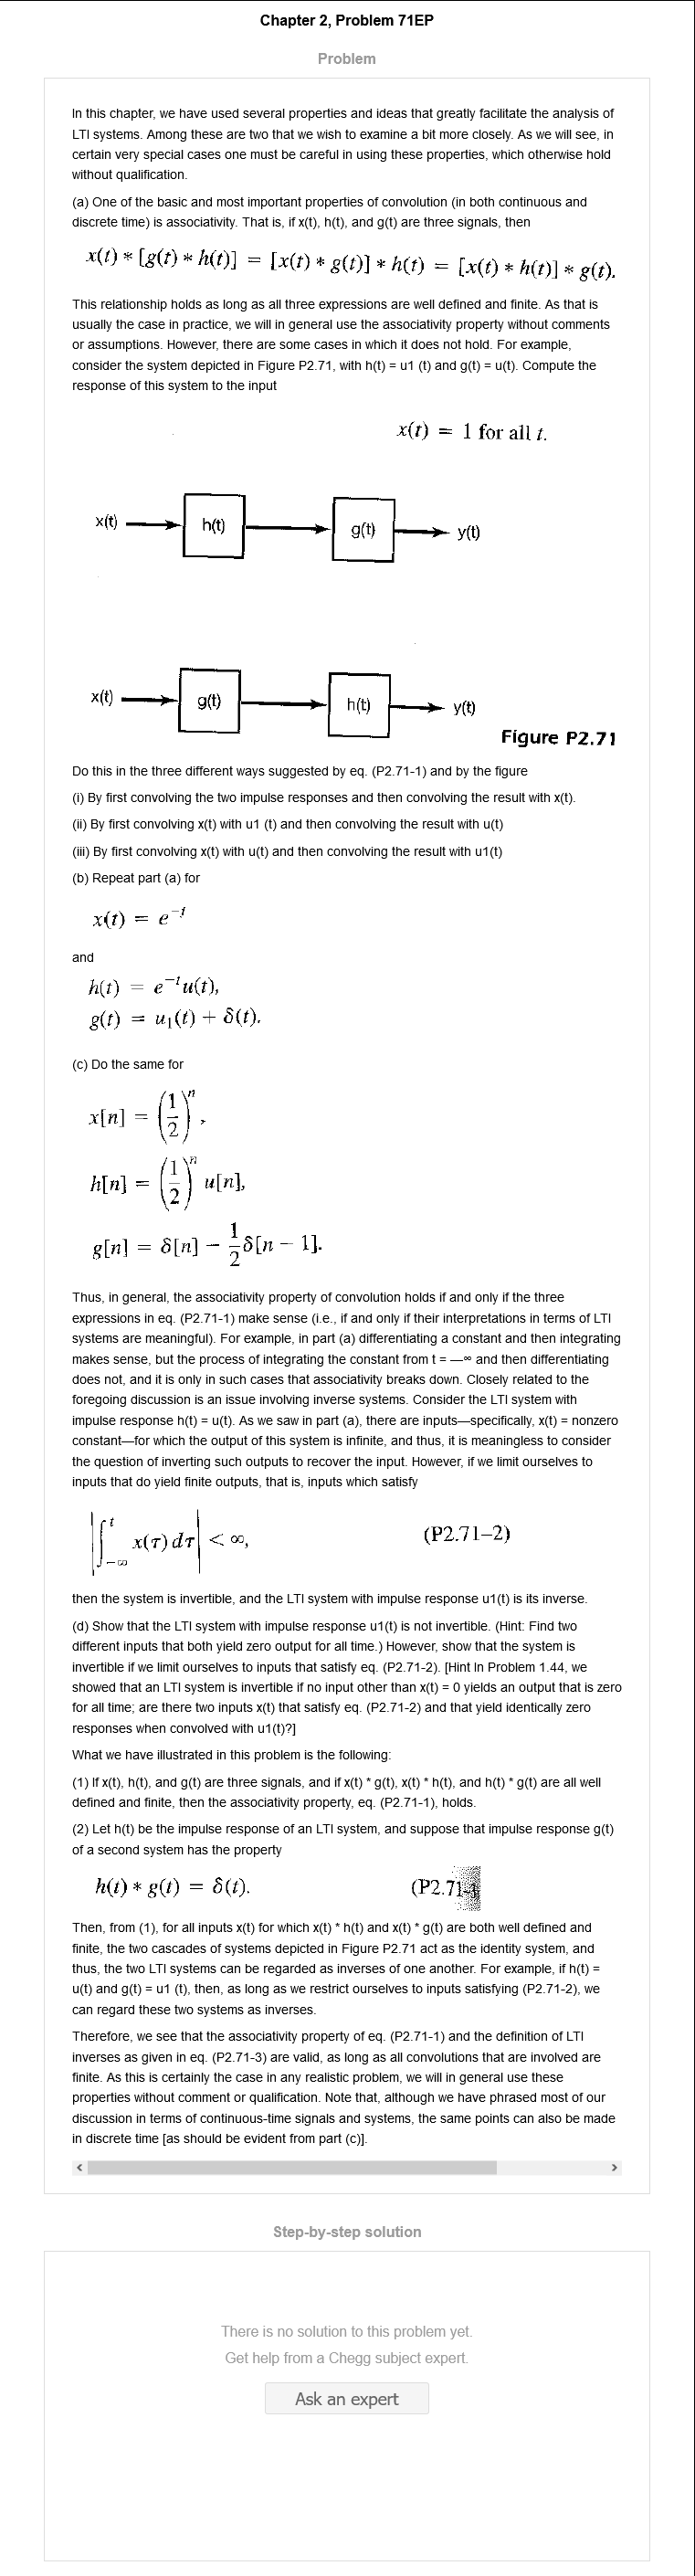 Chapter 2, Problem 71EP
Problem
In this chapter, we have used several properties and ideas that greatly facilitate the analysis of
LTI systems. Among these are two that we wish to examine a bit more closely. As we will see, in
certain very special cases one must be careful in using these properties, which otherwise hold
without qualification.
(a) One of the basic and most important properties of convolution (in both continuous and
discrete time) is associativity. That is, if x(t), h(t), and g(t) are three signals, then
x(t) * [g(t) * h(t)] = [x(t) * g(t)] * h(t) = [x(t) * h(t)] * g(t).
This relationship holds as long as all three expressions are well defined and finite. As that is
usually the case in practice, we will in general use the associativity property without comments
or assumptions. However, there are some cases in which it does not hold. For example,
consider the system depicted in Figure P2.71, with h(t) = u1 (t) and g(t) = u(t). Compute the
response of this system to the input
x(t) = 1 for all t.
x(t) h(t) g(t) y(t)
x(t) g(t) h(t) y(t)
Figure P2.71
Do this in the three different ways suggested by eq. (P2.71-1) and by the figure
(i) By first convolving the two impulse responses and then convolving the result with x(t).
(ii) By first convolving x(t) with u1 (t) and then convolving the result with u(t)
(iii) By first convolving x(t) with u(t) and then convolving the result with u1(t)
(b) Repeat part (a) for
x(t) = e^{-t}
and
h(t) = e^{-t}u(t),
g(t) = u₁(t) + δ(t).
(c) Do the same for
x[n] = (1/2)^n,
h[n] = (1/2)^n u[n],
g[n] = δ[n] − 1/2 δ[n − 1].
Thus, in general, the associativity property of convolution holds if and only if the three
expressions in eq. (P2.71-1) make sense (i.e., if and only if their interpretations in terms of LTI
systems are meaningful). For example, in part (a) differentiating a constant and then integrating
makes sense, but the process of integrating the constant from t = —∞ and then differentiating
does not, and it is only in such cases that associativity breaks down. Closely related to the
foregoing discussion is an issue involving inverse systems. Consider the LTI system with
impulse response h(t) = u(t). As we saw in part (a), there are inputs—specifically, x(t) = nonzero
constant—for which the output of this system is infinite, and thus, it is meaningless to consider
the question of inverting such outputs to recover the input. However, if we limit ourselves to
inputs that do yield finite outputs, that is, inputs which satisfy
|∫_{-∞}^{t} x(τ) dτ| < ∞, (P2.71–2)
then the system is invertible, and the LTI system with impulse response u1(t) is its inverse.
(d) Show that the LTI system with impulse response u1(t) is not invertible. (Hint: Find two
different inputs that both yield zero output for all time.) However, show that the system is
invertible if we limit ourselves to inputs that satisfy eq. (P2.71-2). [Hint In Problem 1.44, we
showed that an LTI system is invertible if no input other than x(t) = 0 yields an output that is zero
for all time; are there two inputs x(t) that satisfy eq. (P2.71-2) and that yield identically zero
responses when convolved with u1(t)?]
What we have illustrated in this problem is the following:
(1) If x(t), h(t), and g(t) are three signals, and if x(t) * g(t), x(t) * h(t), and h(t) * g(t) are all well
defined and finite, then the associativity property, eq. (P2.71-1), holds.
(2) Let h(t) be the impulse response of an LTI system, and suppose that impulse response g(t)
of a second system has the property
h(t) * g(t) = δ(t). (P2.71
Then, from (1), for all inputs x(t) for which x(t) * h(t) and x(t) * g(t) are both well defined and
finite, the two cascades of systems depicted in Figure P2.71 act as the identity system, and
thus, the two LTI systems can be regarded as inverses of one another. For example, if h(t) =
u(t) and g(t) = u1 (t), then, as long as we restrict ourselves to inputs satisfying (P2.71-2), we
can regard these two systems as inverses.
Therefore, we see that the associativity property of eq. (P2.71-1) and the definition of LTI
inverses as given in eq. (P2.71-3) are valid, as long as all convolutions that are involved are
finite. As this is certainly the case in any realistic problem, we will in general use these
properties without comment or qualification. Note that, although we have phrased most of our
discussion in terms of continuous-time signals and systems, the same points can also be made
in discrete time [as should be evident from part (c)].
Step-by-step solution
There is no solution to this problem yet.
Get help from a Chegg subject expert.
Ask an expert